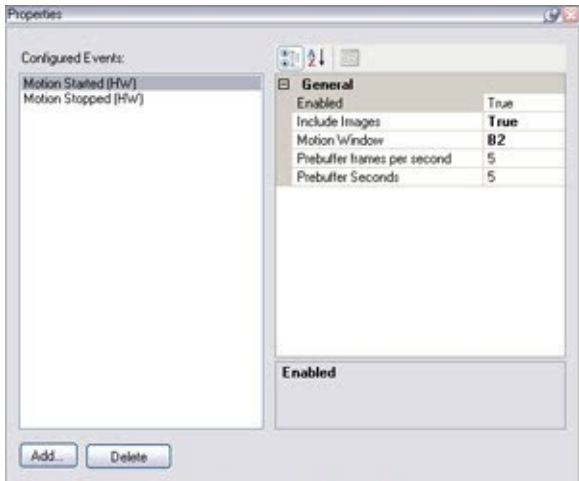 Properties
Configured Events:
Motion Started (HW)
Motion Stopped (HW)
General
Enabled True
Include Images True
Motion Window B2
Prebuffer frames per second 5
Prebuffer Seconds 5
Enabled
Add... Delete